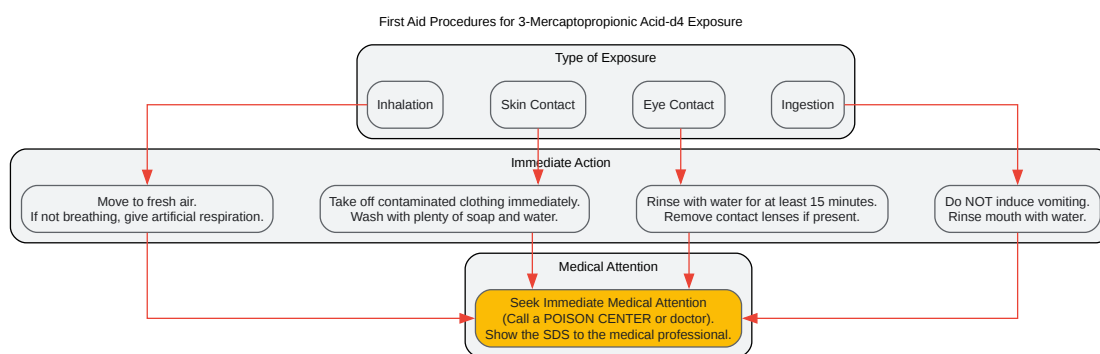 First Aid Procedures for 3-Mercaptopropionic Acid-d4 Exposure
Type of Exposure
Inhalation
Skin Contact
Eye Contact
Ingestion
Immediate Action
Move to fresh air.
If not breathing, give artificial respiration.
Take off contaminated clothing immediately.
Wash with plenty of soap and water.
Rinse with water for at least 15 minutes.
Remove contact lenses if present.
Do NOT induce vomiting.
Rinse mouth with water.
Medical Attention
Seek Immediate Medical Attention
(Call a POISON CENTER or doctor).
Show the SDS to the medical professional.